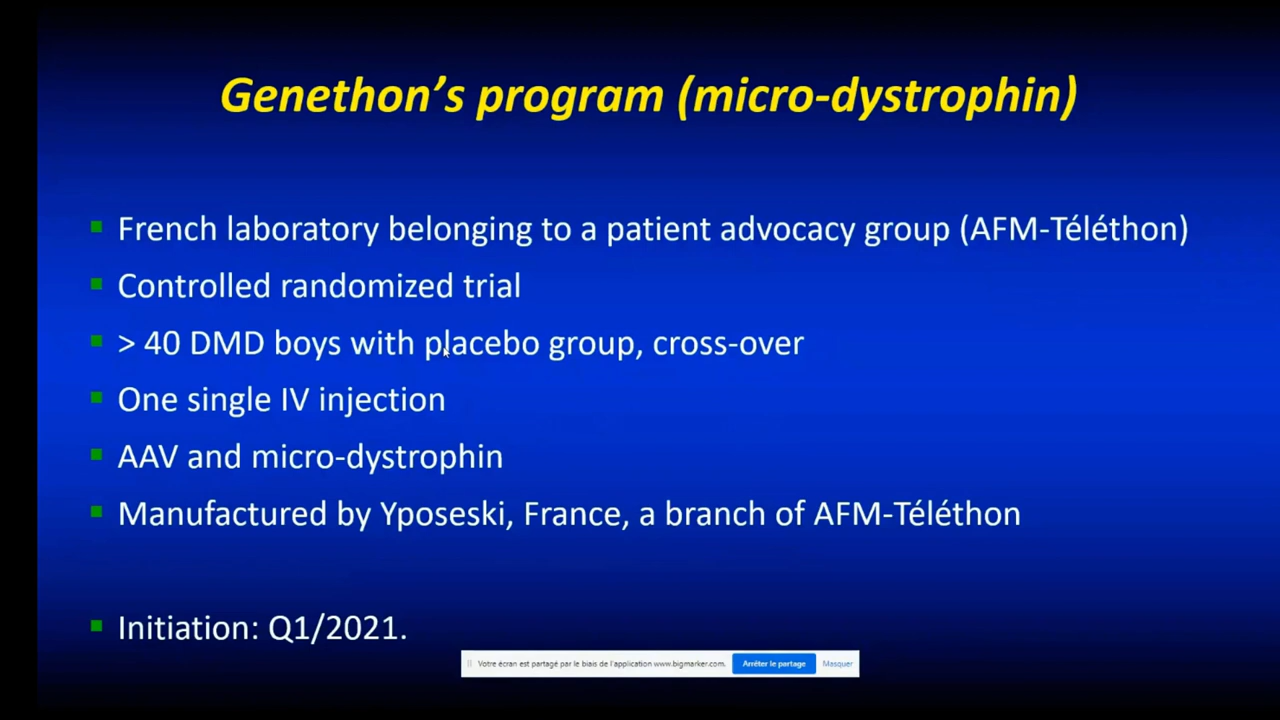 Genethon’s program (micro-dystrophin)
French laboratory belonging to a patient advocacy group (AFM-Téléthon)
Controlled randomized trial
> 40 DMD boys with placebo group, cross-over
One single IV injection
AAV and micro-dystrophin
Manufactured by Yposeski, France, a branch of AFM-Téléthon
Initiation: Q1/2021.
Votre écran est partagé par le biais de l'application www.bigmarker.com. Arrêter le partage Masquer